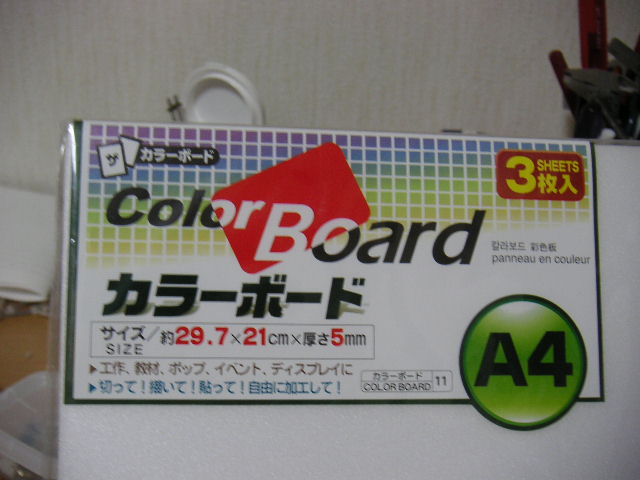 ザ カラーボード
3 SHEETS 枚入
Color Board
칼라보드 彩色板
panneau en couleur
カラーボード
サイズ/約29.7×21cm×厚さ5mm
SIZE
A4
▶工作、教材、ポップ、イベント、ディスプレイに
▶切って!描いて!貼って!自由に加工して!
カラーボード
COLOR BOARD 11